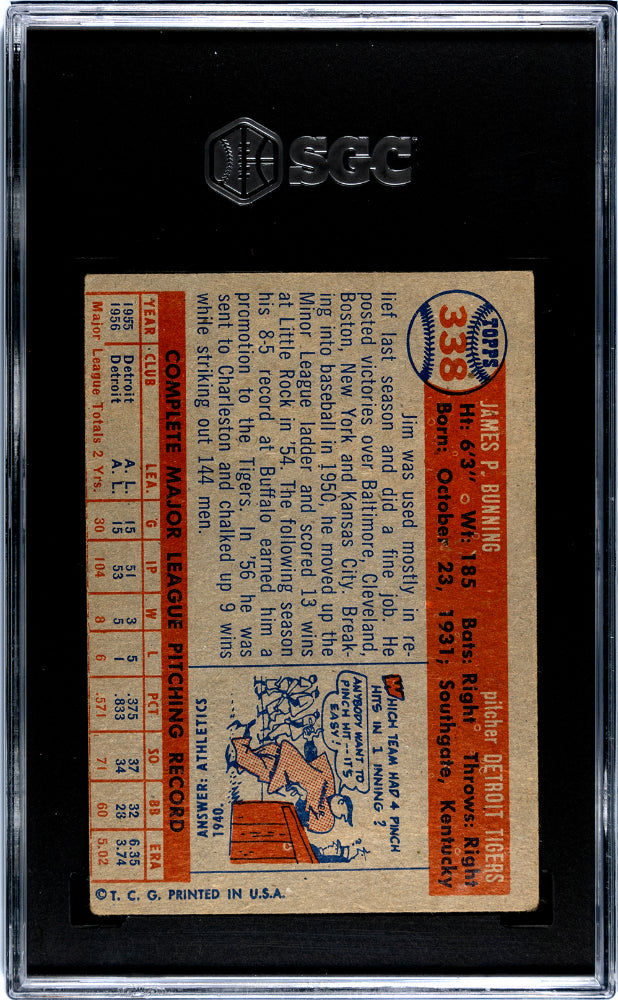 SGC
TOPPS
338
JAMES P. BUNNING pitcher DETROIT TIGERS
Ht: 6'3" Wt: 185 Bats: Right Throws: Right
Born: October 23, 1931; Southgate, Kentucky
Jim was used mostly in re-
lief last season and did a fine job. He
posted victories over Baltimore, Cleveland,
Boston, New York and Kansas City. Break-
ing into baseball in 1950, he moved up the
Minor League ladder and scored 13 wins
at Little Rock in '54. The following season
his 8-5 record at Buffalo earned him a
promotion to the Tigers. In '56 he was
sent to Charleston and chalked up 9 wins
while striking out 144 men.
WHICH TEAM HAD 4 PINCH
HITS IN 1 INNING?
ANYBODY WANT TO
PINCH HIT--IT'S
EASY!
ANSWER: ATHLETICS
1940.
COMPLETE MAJOR LEAGUE PITCHING RECORD
YEAR CLUB LEA. G IP W L PCT SO BB ERA
1955 Detroit A. L. 15 51 3 5 .375 37 32 6.35
1956 Detroit A. L. 15 53 5 1 .833 34 28 3.74
Major League Totals 2 Yrs. 30 104 8 6 .571 71 60 5.02
© T. C. G. PRINTED IN U.S.A.